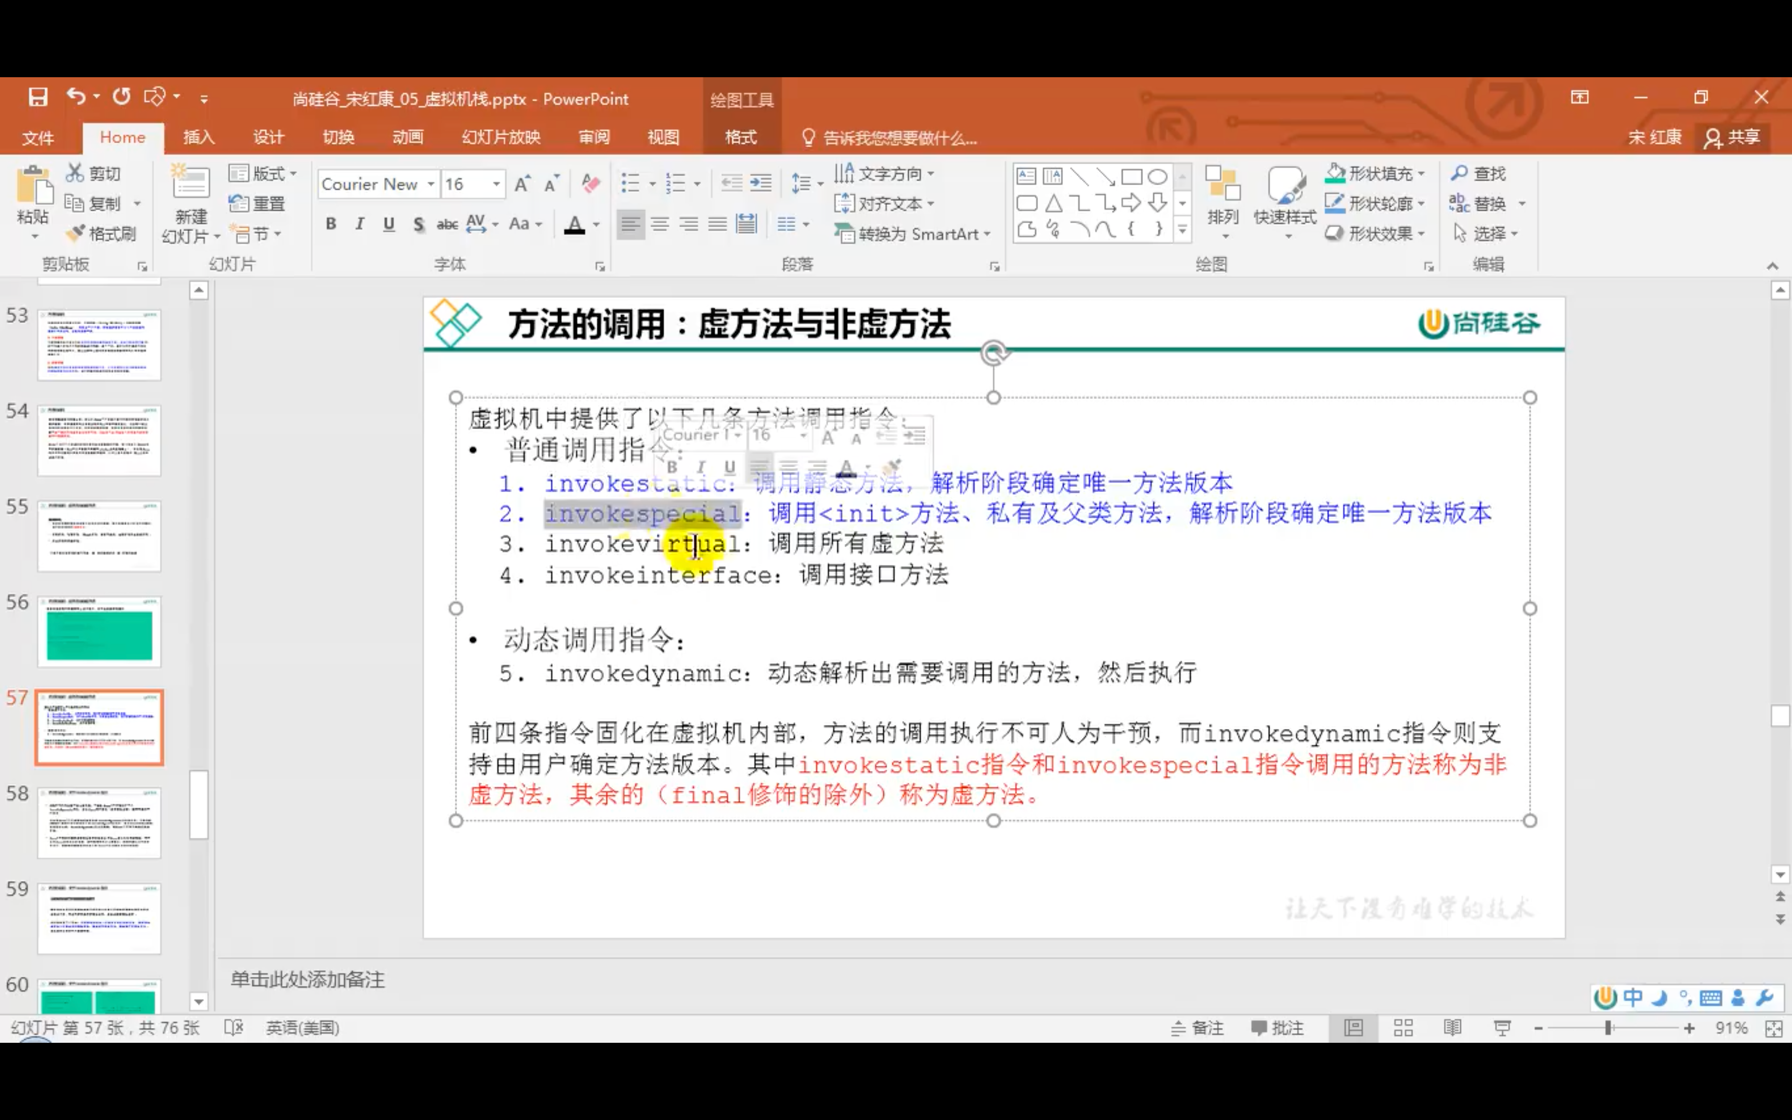 尚硅谷_宋红康_05_虚拟机栈.pptx - PowerPoint
绘图工具
文件 Home 插入 设计 切换 动画 幻灯片放映 审阅 视图 格式 告诉我您想要做什么...
宋 红康 共享
粘贴 剪切 复制 格式刷
剪贴板
新建 幻灯片 版式 重置 节
幻灯片
Courier New 16
B I U S abc AV Aa A
字体
文字方向
对齐文本
转换为 SmartArt
段落
排列 快速样式 形状填充 形状轮廓 形状效果
绘图
查找
替换
选择
编辑
53
54
55
56
57
58
59
60
方法的调用：虚方法与非虚方法
尚硅谷
虚拟机中提供了以下几条方法调用指令：
• 普通调用指令：
Courier 16
B I U A
1. invokestatic：调用静态方法，解析阶段确定唯一方法版本
2. invokespecial：调用<init>方法、私有及父类方法，解析阶段确定唯一方法版本
3. invokevirtual：调用所有虚方法
4. invokeinterface：调用接口方法
• 动态调用指令：
5. invokedynamic：动态解析出需要调用的方法，然后执行
前四条指令固化在虚拟机内部，方法的调用执行不可人为干预，而invokedynamic指令则支
持由用户确定方法版本。其中invokestatic指令和invokespecial指令调用的方法称为非
虚方法，其余的（final修饰的除外）称为虚方法。
让天下没有难学的技术
单击此处添加备注
中
幻灯片 第 57 张，共 76 张 英语(美国)
备注 批注 91%